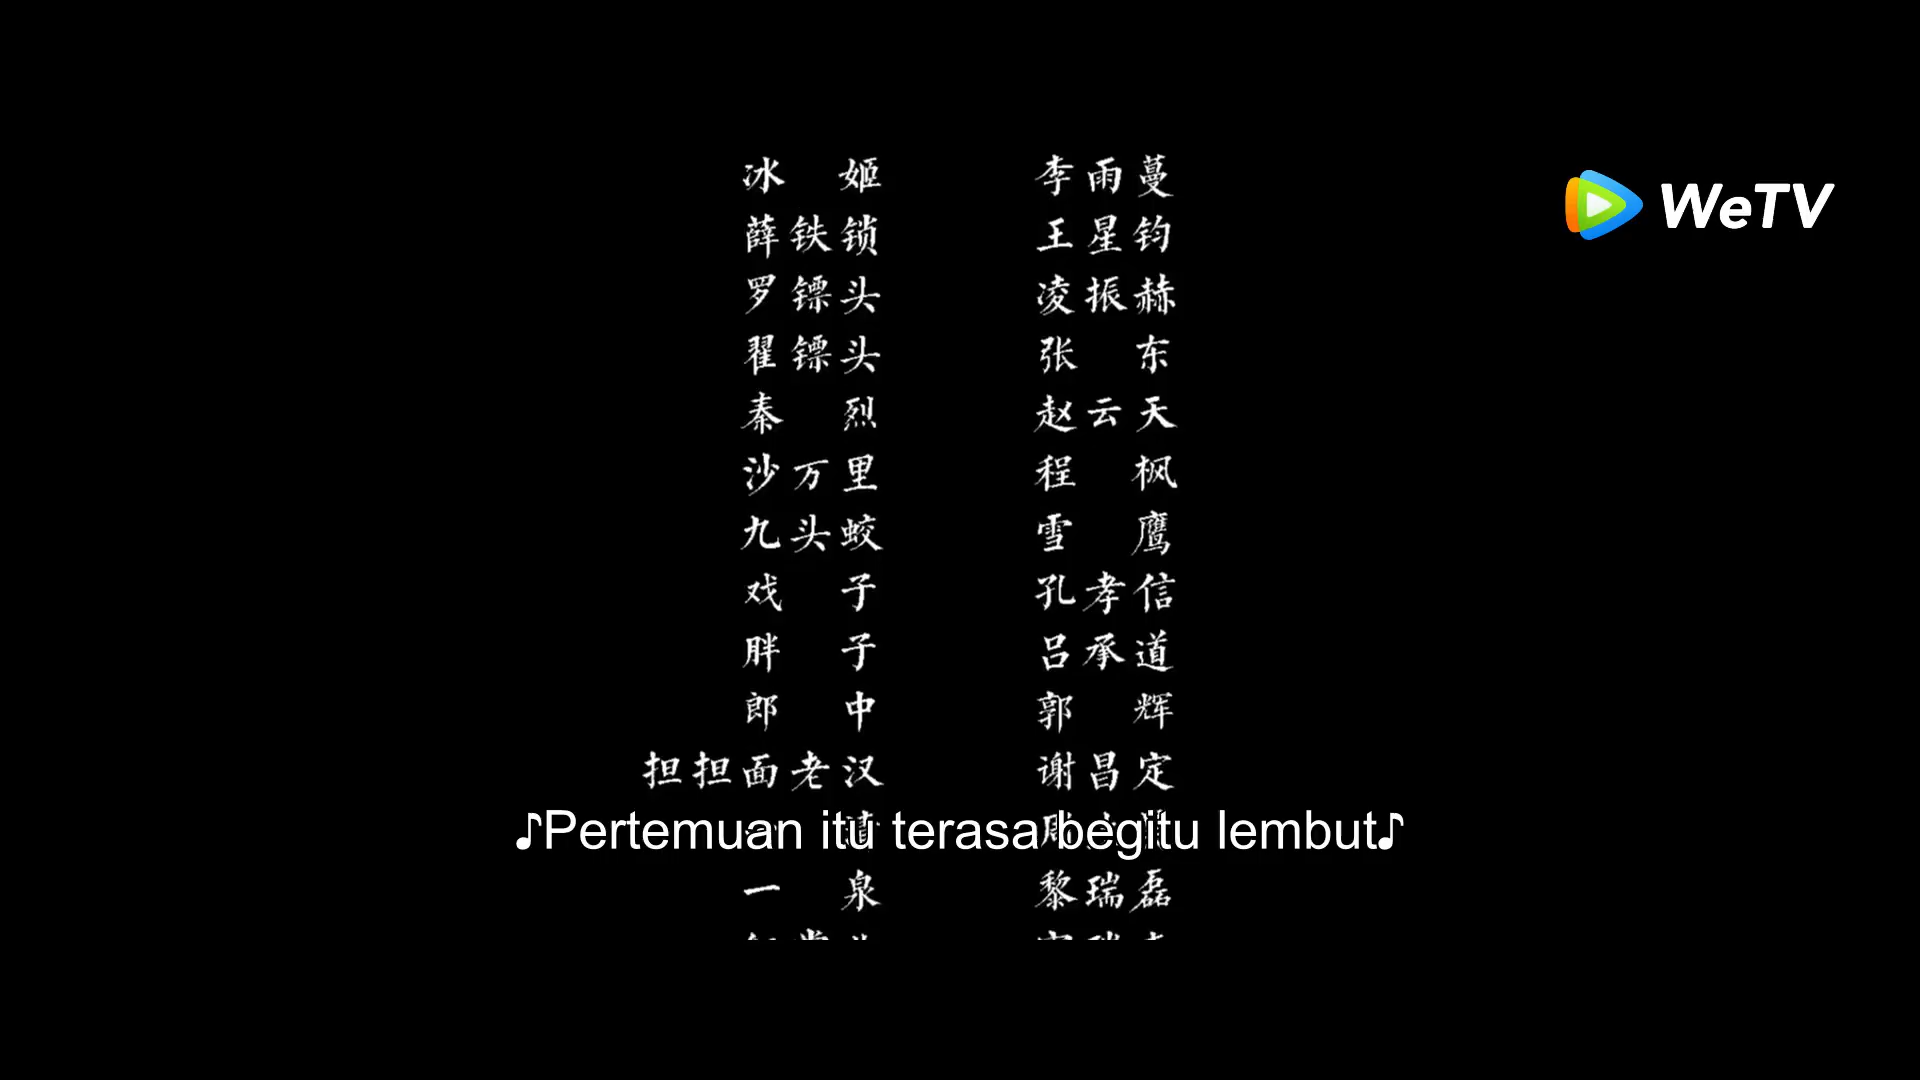 冰姬 李雨蔓
WeTV
薛铁锁 王星钧
罗镖头 凌振赫
翟镖头 张东
秦烈 赵云天
沙万里 程枫
九头蛟 雪鹰
戏子 孔孝信
胖子 吕承道
郎中 郭辉
担担面老汉 谢昌定
♪Pertemuan itu terasa begitu lembut♪
一泉 黎瑞磊